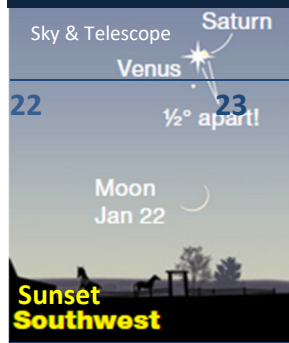 Saturn
Sky & Telescope
Venus
22
23
½° apart!
Moon
Jan 22
Sunset
Southwest